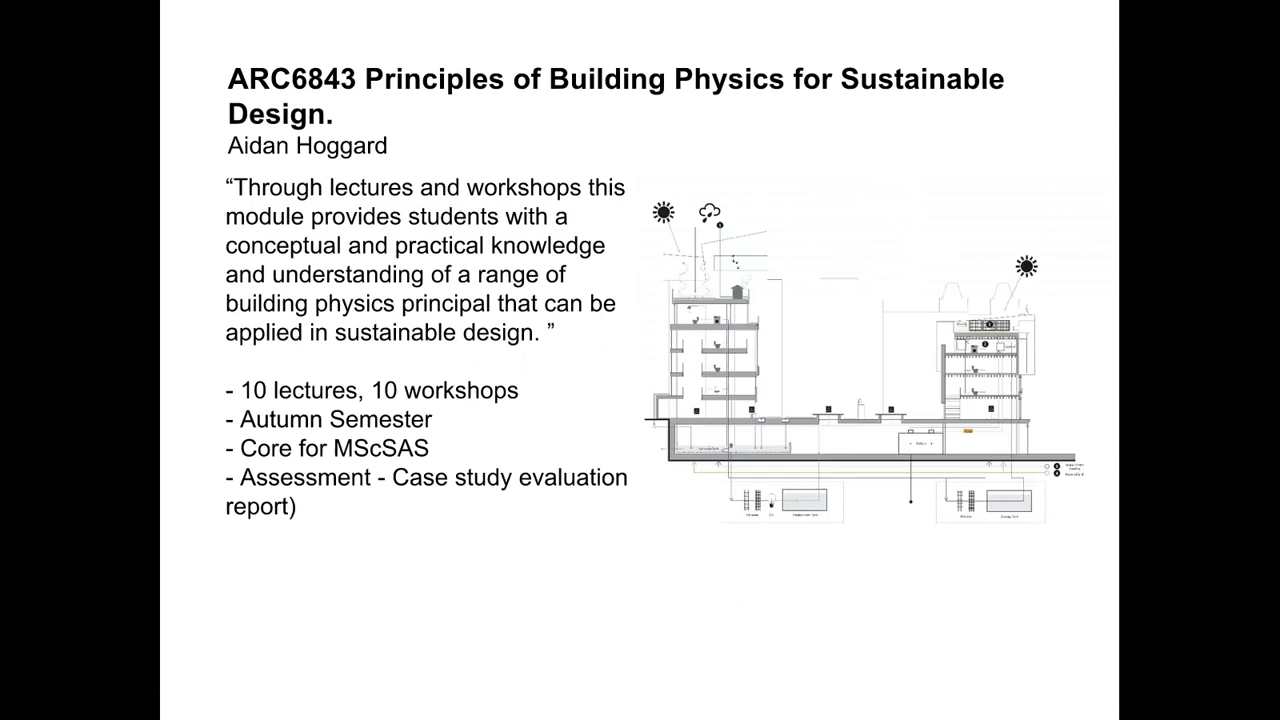 ARC6843 Principles of Building Physics for Sustainable
Design.
Aidan Hoggard
“Through lectures and workshops this
module provides students with a
conceptual and practical knowledge
and understanding of a range of
building physics principal that can be
applied in sustainable design. ”
- 10 lectures, 10 workshops
- Autumn Semester
- Core for MScSAS
- Assessment - Case study evaluation
report)